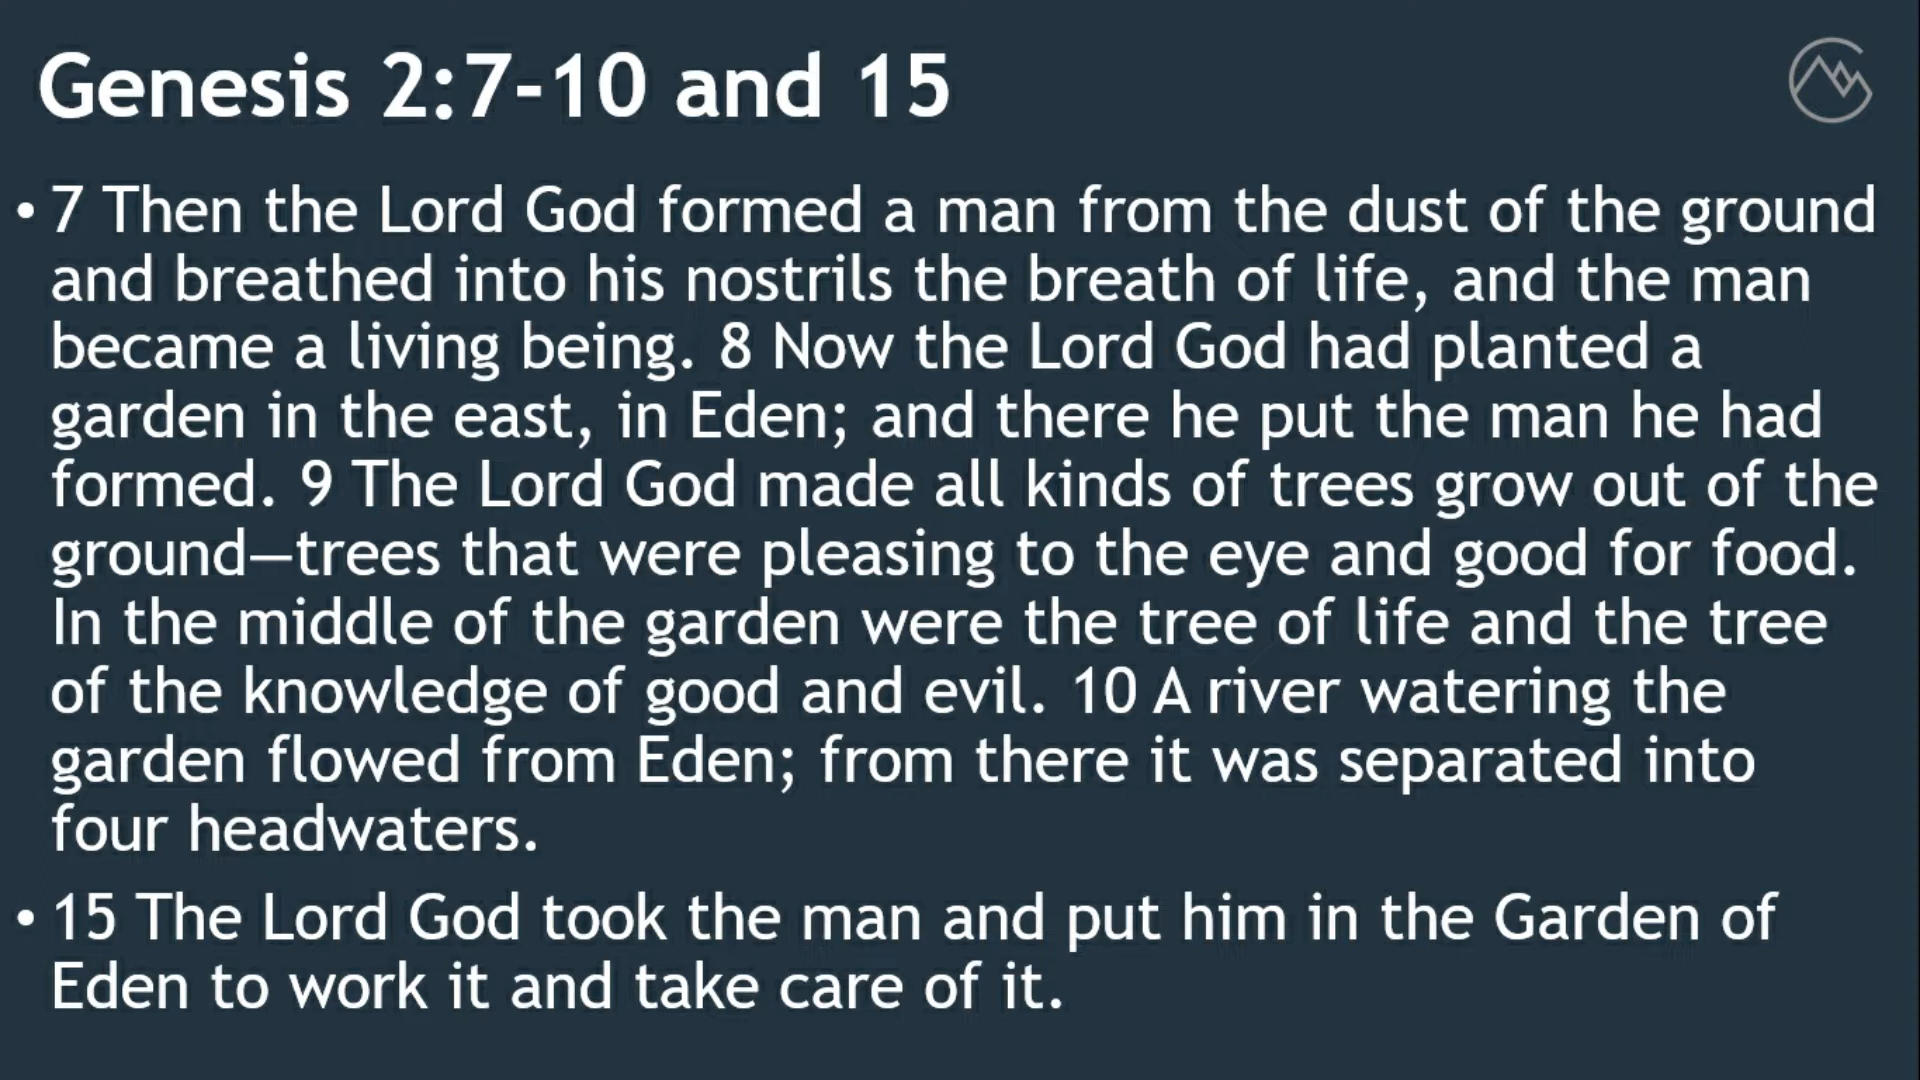 Genesis 2:7-10 and 15
• 7 Then the Lord God formed a man from the dust of the ground
and breathed into his nostrils the breath of life, and the man
became a living being. 8 Now the Lord God had planted a
garden in the east, in Eden; and there he put the man he had
formed. 9 The Lord God made all kinds of trees grow out of the
ground—trees that were pleasing to the eye and good for food.
In the middle of the garden were the tree of life and the tree
of the knowledge of good and evil. 10 A river watering the
garden flowed from Eden; from there it was separated into
four headwaters.
• 15 The Lord God took the man and put him in the Garden of
Eden to work it and take care of it.